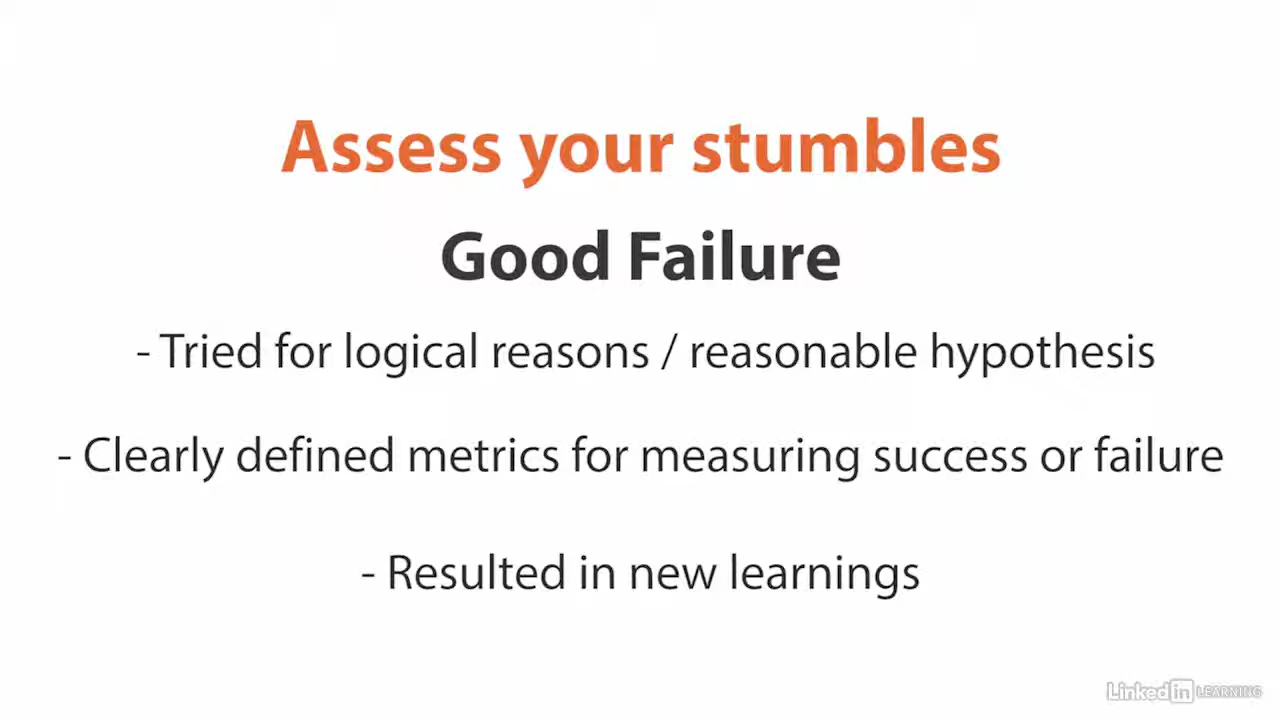 Assess your stumbles
Good Failure
- Tried for logical reasons / reasonable hypothesis
- Clearly defined metrics for measuring success or failure
- Resulted in new learnings
Linked in LEARNING